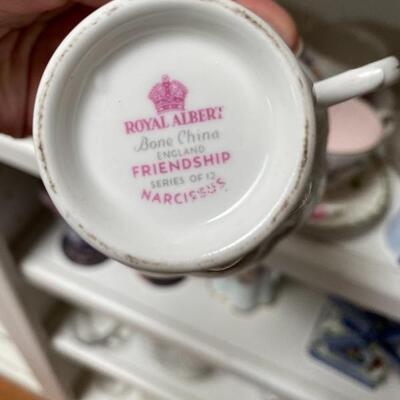 ROYAL ALBERT
Bone China
ENGLAND
FRIENDSHIP
SERIES OF 12
NARCISSUS